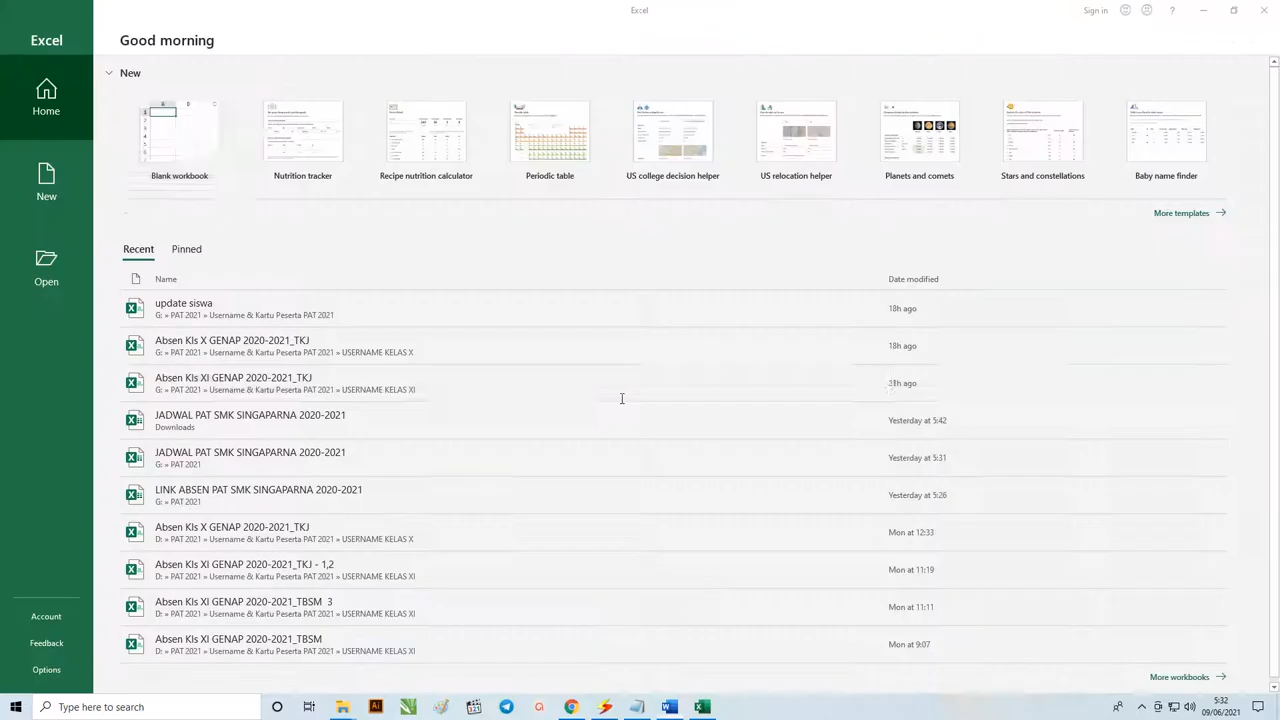 Excel
Sign in
Excel
Good morning
Home
New
Open
Account
Feedback
Options
New
Blank workbook
Nutrition tracker
Recipe nutrition calculator
Periodic table
US college decision helper
US relocation helper
Planets and comets
Stars and constellations
Baby name finder
More templates
Recent Pinned
Name Date modified
update siswa
G: » PAT 2021 » Username & Kartu Peserta PAT 2021
18h ago
Absen Kls X GENAP 2020-2021_TKJ
G: » PAT 2021 » Username & Kartu Peserta PAT 2021 » USERNAME KELAS X
18h ago
Absen Kls XI GENAP 2020-2021_TKJ
G: » PAT 2021 » Username & Kartu Peserta PAT 2021 » USERNAME KELAS XI
ago
JADWAL PAT SMK SINGAPARNA 2020-2021
Downloads
Yesterday at 5:42
JADWAL PAT SMK SINGAPARNA 2020-2021
G: » PAT 2021
Yesterday at 5:31
LINK ABSEN PAT SMK SINGAPARNA 2020-2021
G: » PAT 2021
Yesterday at 5:26
Absen Kls X GENAP 2020-2021_TKJ
D: » PAT 2021 » Username & Kartu Peserta PAT 2021 » USERNAME KELAS X
Mon at 12:33
Absen Kls XI GENAP 2020-2021_TKJ - 1,2
D: » PAT 2021 » Username & Kartu Peserta PAT 2021 » USERNAME KELAS XI
Mon at 11:19
Absen Kls XI GENAP 2020-2021_TBSM 3
D: » PAT 2021 » Username & Kartu Peserta PAT 2021 » USERNAME KELAS XI
Mon at 11:11
Absen Kls XI GENAP 2020-2021_TBSM
D: » PAT 2021 » Username & Kartu Peserta PAT 2021 » USERNAME KELAS XI
Mon at 9:07
More workbooks
Type here to search
5:32
09/06/2021